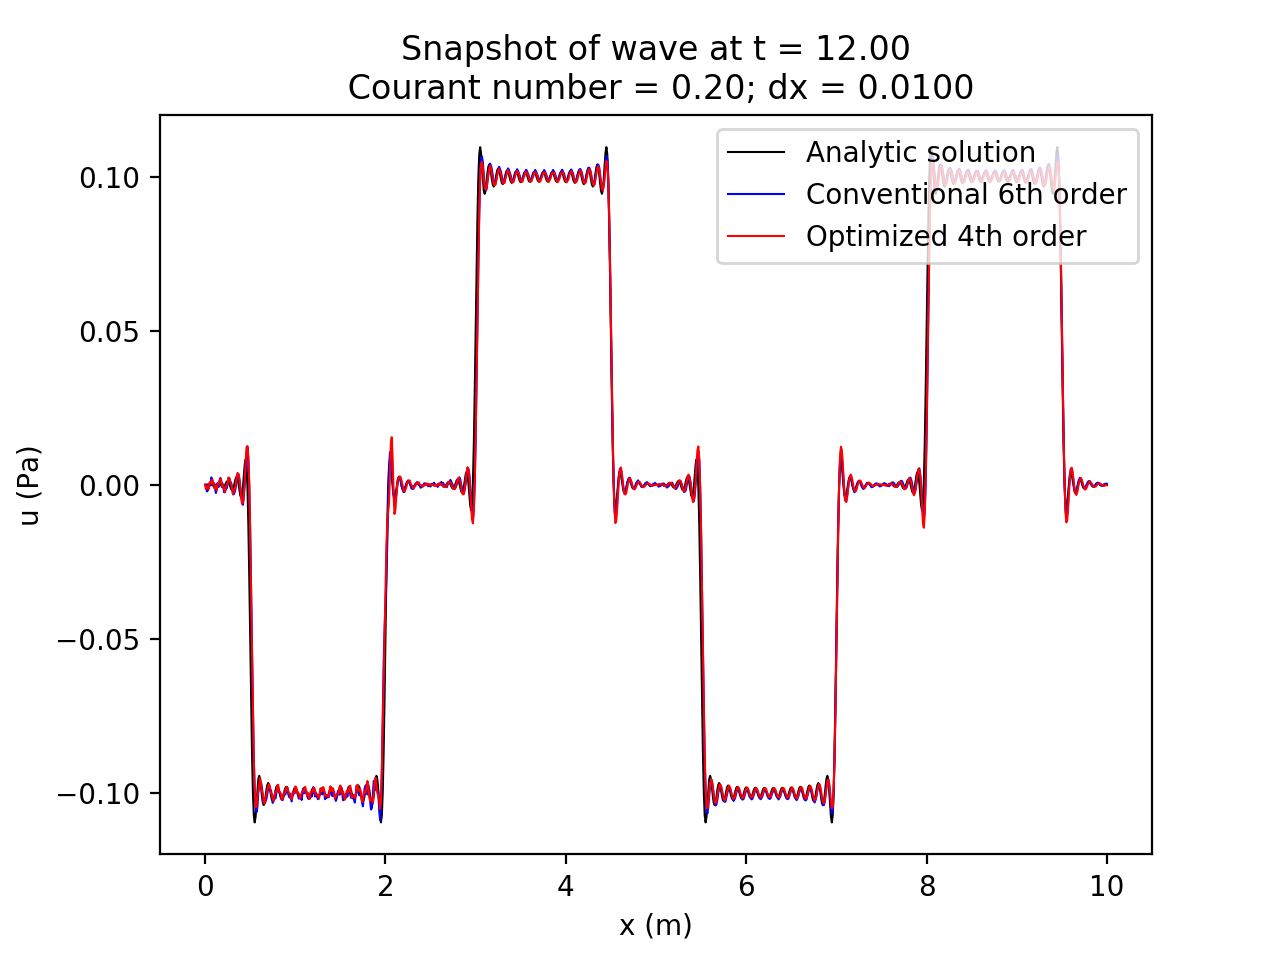 Snapshot of wave at t = 12.00
Courant number = 0.20; dx = 0.0100
Analytic solution
Conventional 6th order
Optimized 4th order
0.10
0.05
0.00
−0.05
−0.10
u (Pa)
0 2 4 6 8 10
x (m)